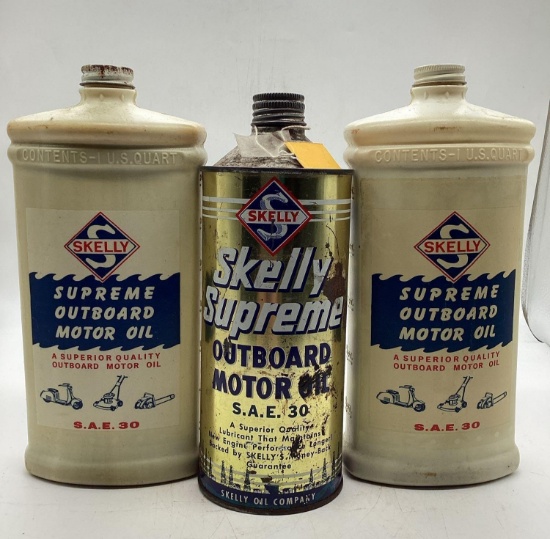 CONTENTS-1 U.S. QUART
SKELLY
SUPREME
OUTBOARD
MOTOR OIL
A SUPERIOR QUALITY
OUTBOARD MOTOR OIL
S.A.E. 30
S
SKELLY
Skelly
Supreme
OUTBOARD
MOTOR OIL
S.A.E. 30
A Superior Quality
Lubricant That Maintains
New Engine Performance Longer
Backed by SKELLY'S Money-Back
Guarantee
SKELLY OIL COMPANY
CONTENTS-1 U.S. QUART
SKELLY
SUPREME
OUTBOARD
MOTOR OIL
A SUPERIOR QUALITY
OUTBOARD MOTOR OIL
S.A.E. 30